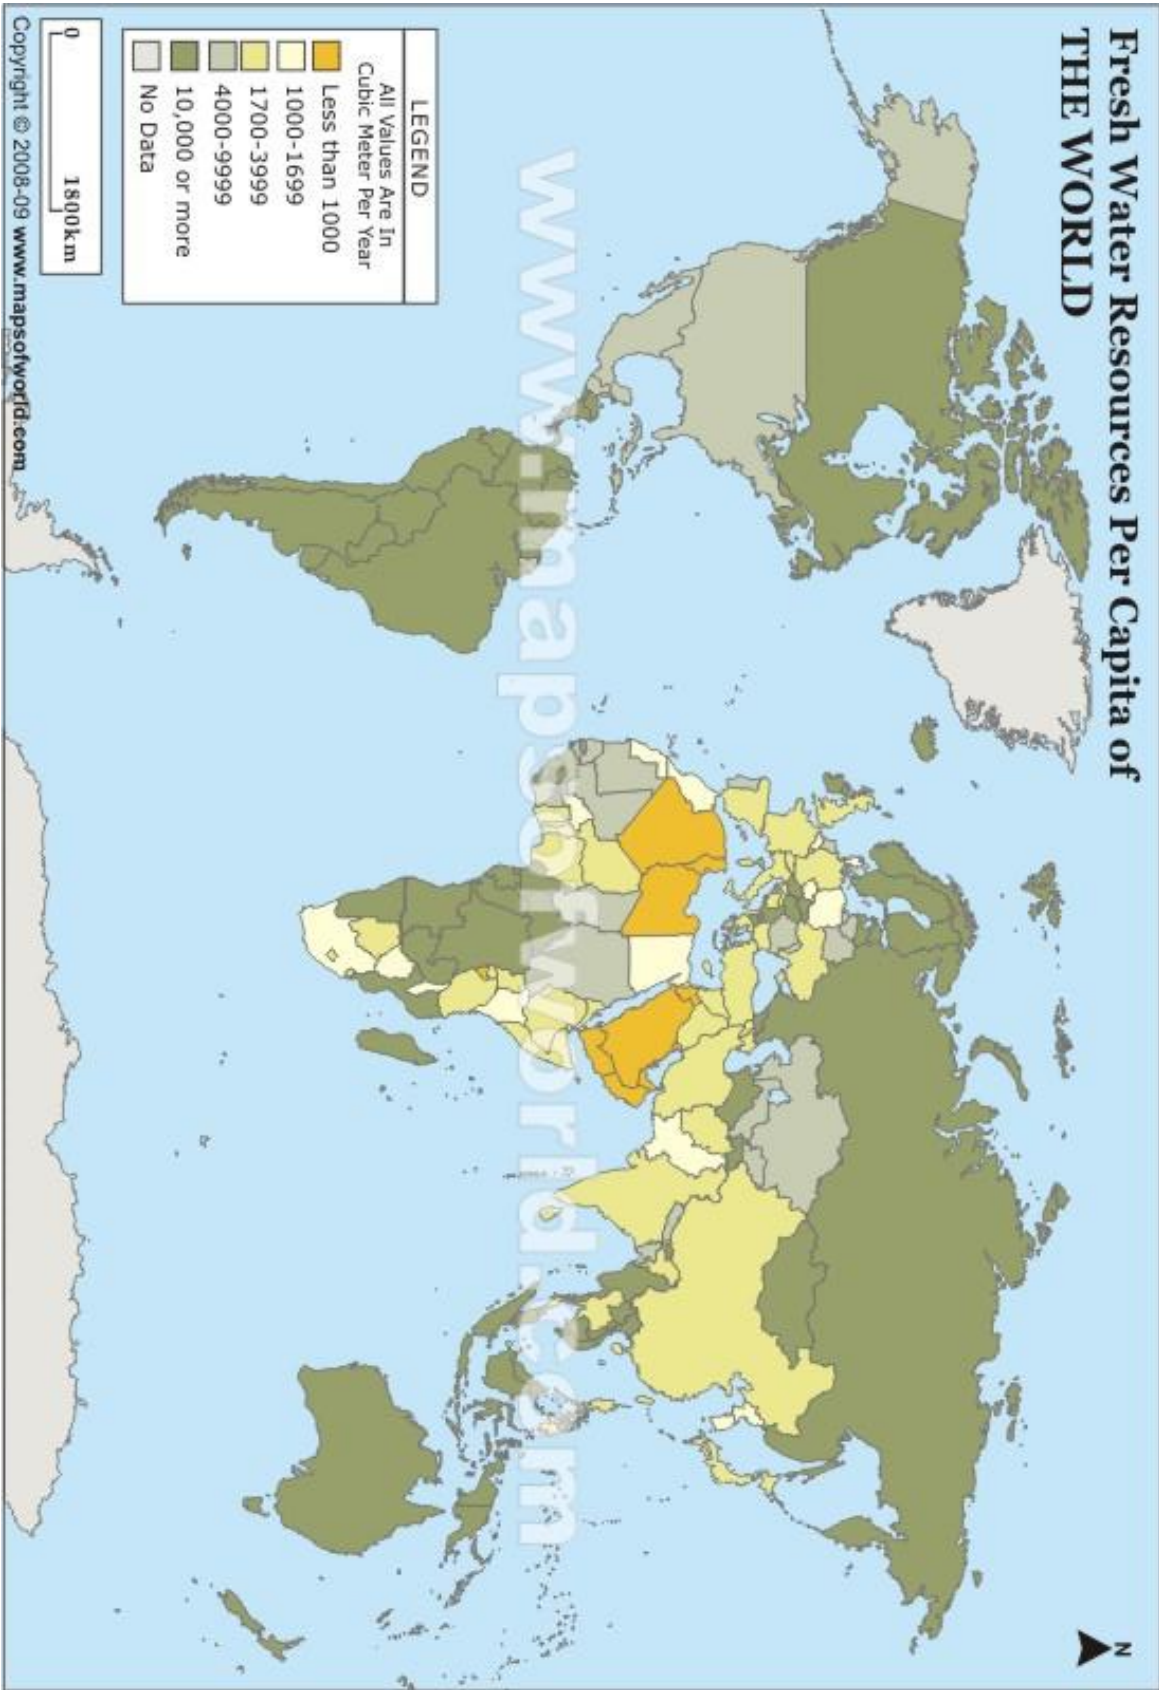 Fresh Water Resources Per Capita of
THE WORLD
N
www.mapsofworld.com
LEGEND
All Values Are In
Cubic Meter Per Year
Less than 1000
1000-1699
1700-3999
4000-9999
10,000 or more
No Data
0 1800km
Copyright © 2008-09 www.mapsofworld.com